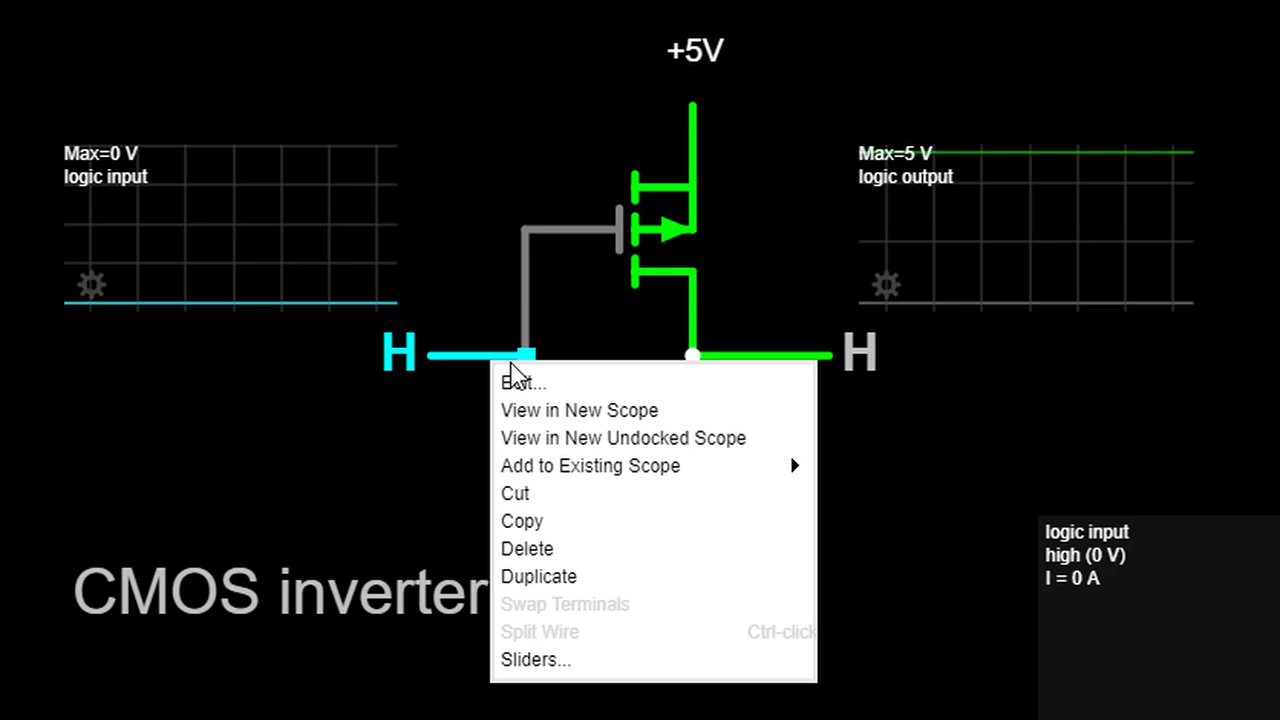 +5V
Max=0 V
logic input
Max=5 V
logic output
H
H
Edit...
View in New Scope
View in New Undocked Scope
Add to Existing Scope
Cut
Copy
Delete
Duplicate
Swap Terminals
Split Wire Ctrl-click
Sliders...
CMOS inverter
logic input
high (0 V)
I = 0 A